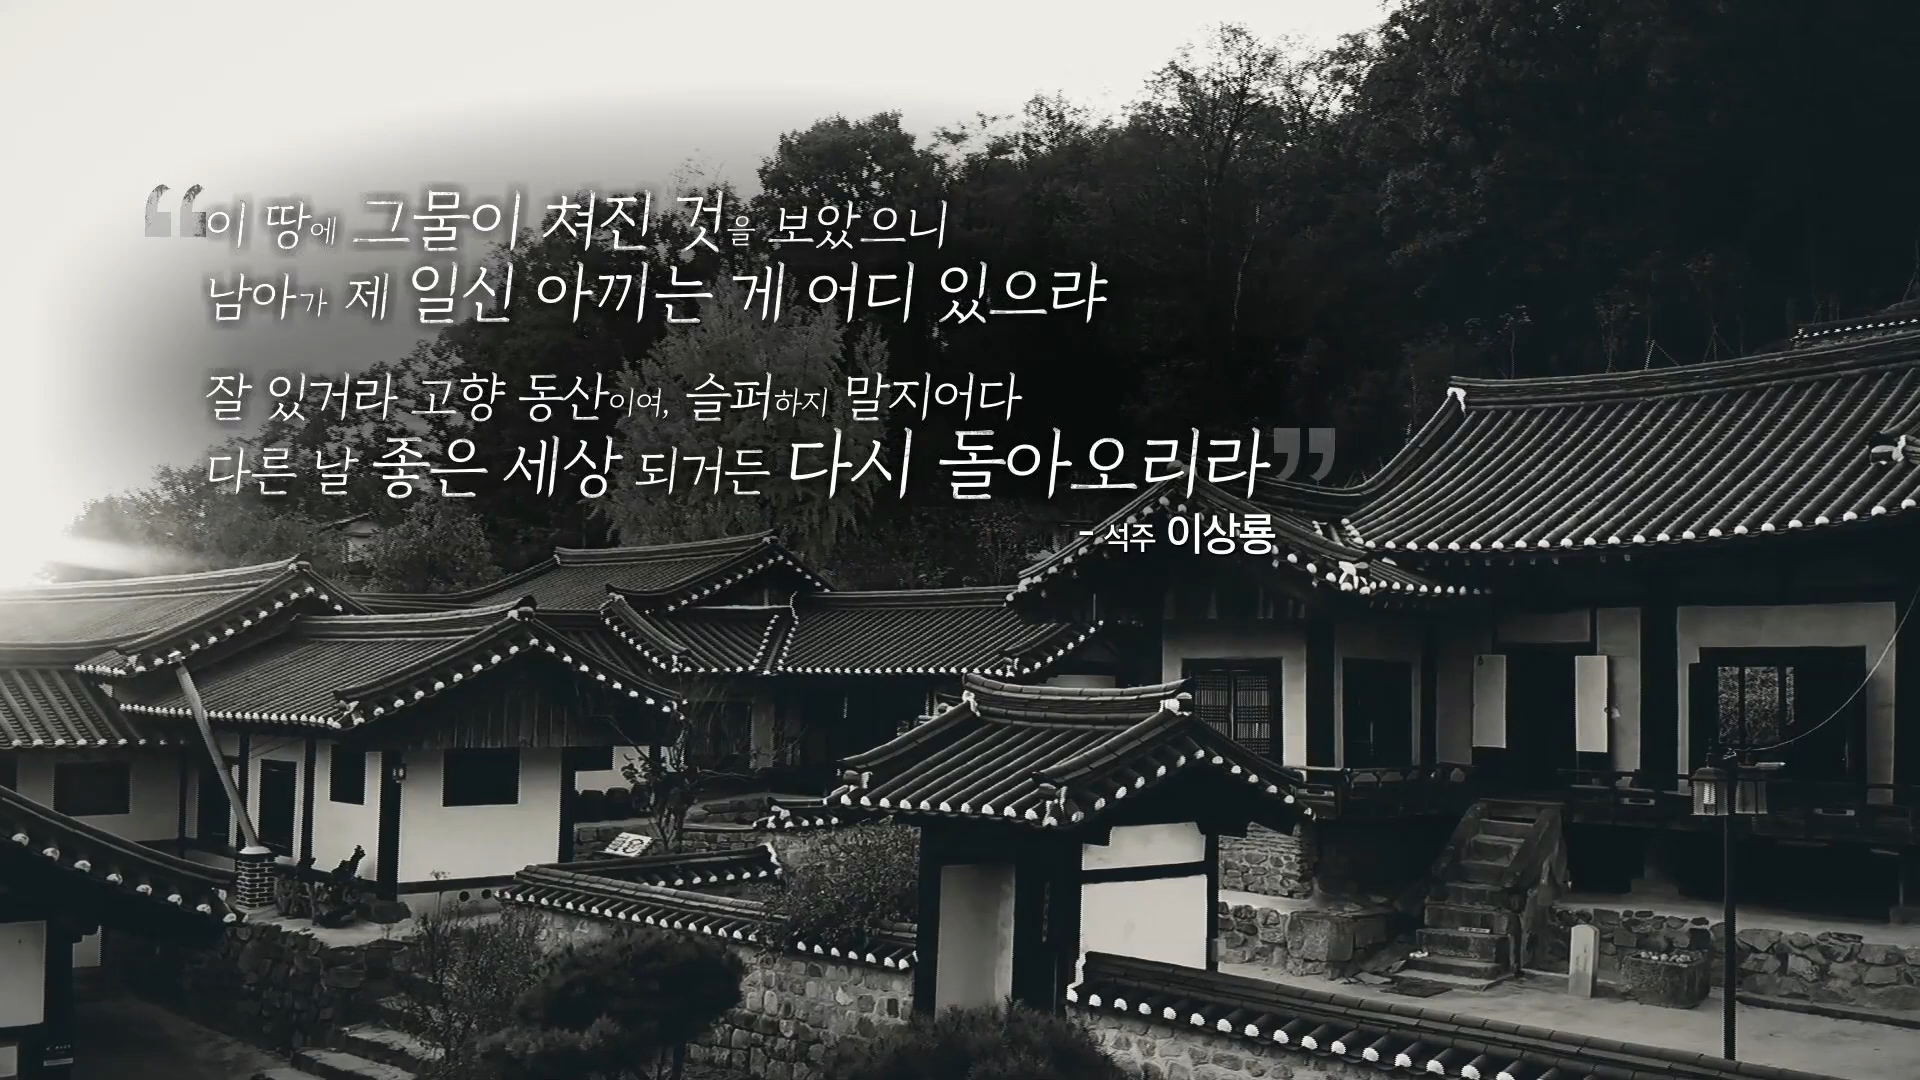 “이 땅에 그물이 쳐진 것을 보았으니
남아가 제 일신 아끼는 게 어디 있으랴
잘 있거라 고향 동산이여, 슬퍼하지 말지어다
다른 날 좋은 세상 되거든 다시 돌아오리라”
- 석주 이상룡